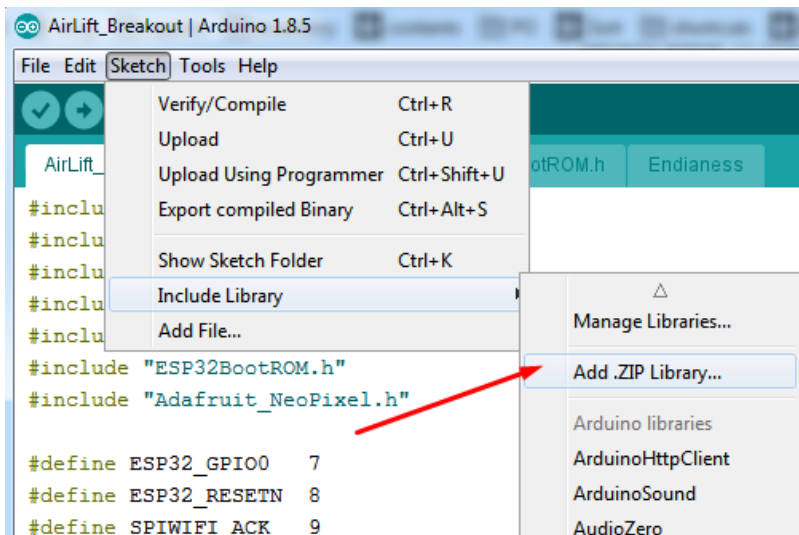 AirLift_Breakout | Arduino 1.8.5
File Edit Sketch Tools Help
Verify/Compile Ctrl+R
Upload Ctrl+U
Upload Using Programmer Ctrl+Shift+U
Export compiled Binary Ctrl+Alt+S
Show Sketch Folder Ctrl+K
Include Library
Add File...
AirLift_ otROM.h Endianess
#inclu
#inclu
#inclu
#inclu
#inclu
#include "ESP32BootROM.h"
#include "Adafruit_NeoPixel.h"
#define ESP32_GPIO0 7
#define ESP32_RESETN 8
#define SPIWIFI_ACK 9
Manage Libraries...
Add .ZIP Library...
Arduino libraries
ArduinoHttpClient
ArduinoSound
AudioZero